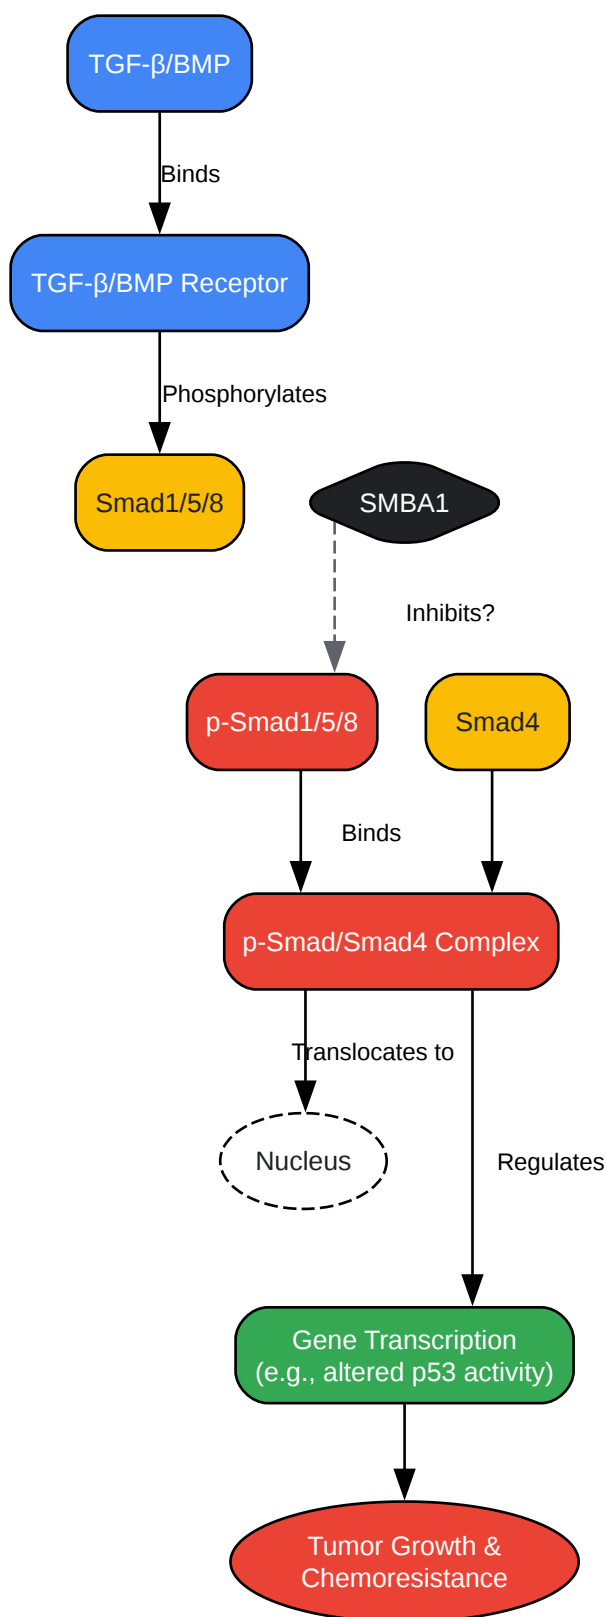 TGF-β/BMP
Binds
TGF-β/BMP Receptor
Phosphorylates
Smad1/5/8
SMBA1
Inhibits?
p-Smad1/5/8
Smad4
Binds
p-Smad/Smad4 Complex
Translocates to
Nucleus
Regulates
Gene Transcription
(e.g., altered p53 activity)
Tumor Growth &
Chemoresistance